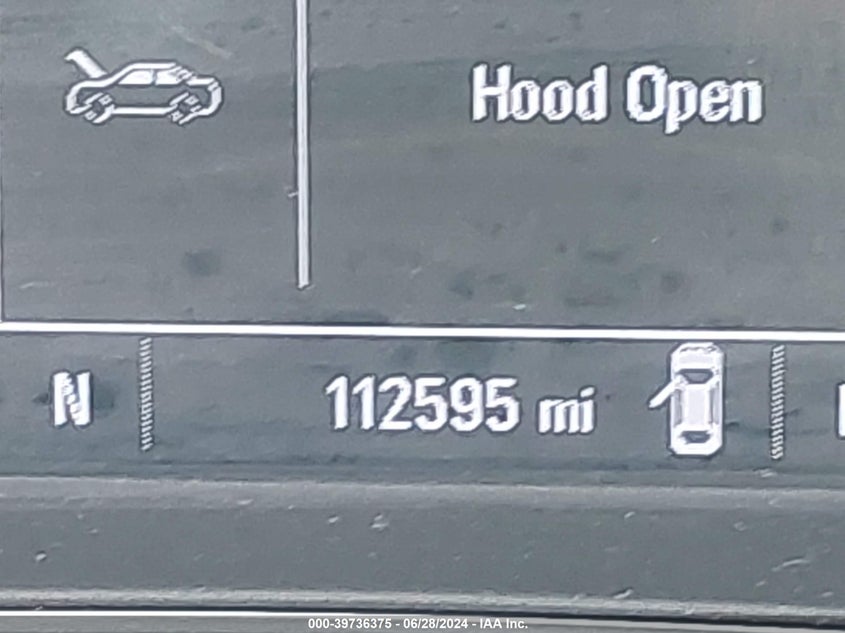 Hood Open
N 112595 mi
000-39736375 - 06/28/2024 - IAA Inc.